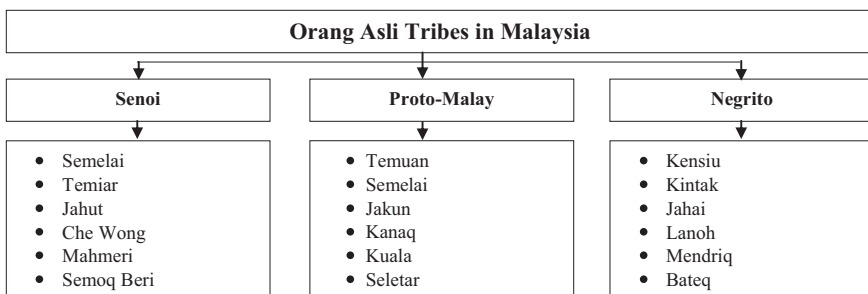 Orang Asli Tribes in Malaysia
Senoi
Proto-Malay
Negrito
• Semelai
• Temiar
• Jahut
• Che Wong
• Mahmeri
• Semoq Beri
• Temuan
• Semelai
• Jakun
• Kanaq
• Kuala
• Seletar
• Kensiu
• Kintak
• Jahai
• Lanoh
• Mendriq
• Bateq